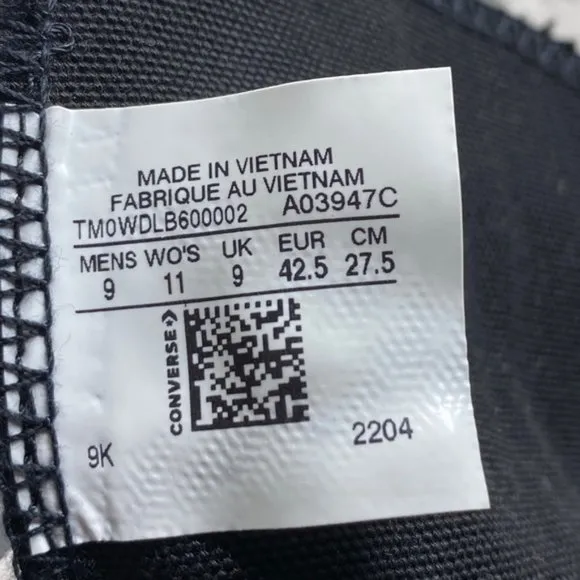 MADE IN VIETNAM
FABRIQUE AU VIETNAM
TM0WDLB600002 A03947C
MENS WO'S UK EUR CM
9 11 9 42.5 27.5
CONVERSE
9K 2204